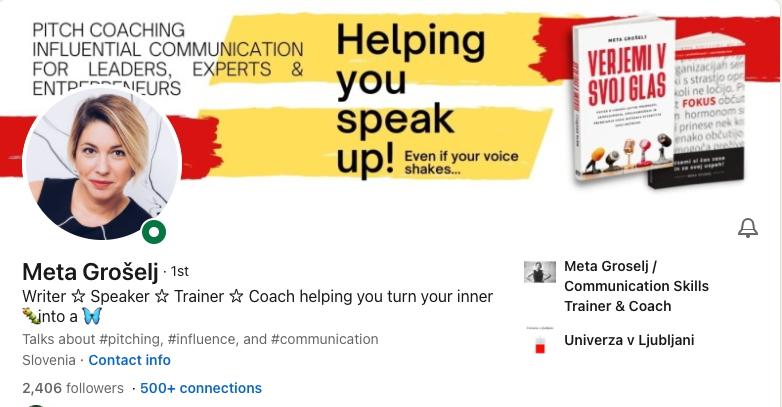 PITCH COACHING
INFLUENTIAL COMMUNICATION
FOR LEADERS, EXPERTS &
ENTREPRENEURS
Helping
you
speak
up! Even if your voice
shakes...
META GROŠELJ
VERJEMI V
SVOJ GLAS
FOKUS
Meta Grošelj · 1st
Writer ☆ Speaker ☆ Trainer ☆ Coach helping you turn your inner
🐛into a 🦋
Talks about #pitching, #influence, and #communication
Slovenia · Contact info
2,406 followers · 500+ connections
Meta Groselj /
Communication Skills
Trainer & Coach
Univerza v Ljubljani